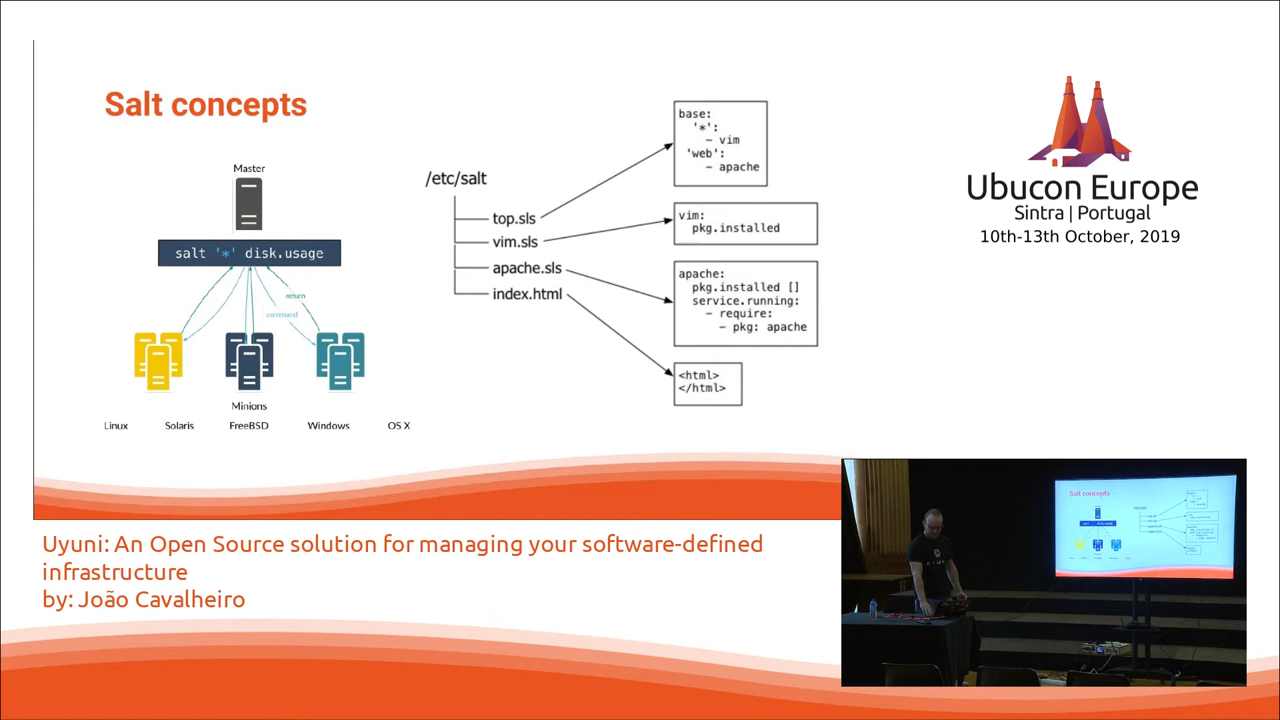 Salt concepts
Master
salt '*' disk.usage
return
command
Minions
Linux Solaris FreeBSD Windows OS X
/etc/salt
top.sls
vim.sls
apache.sls
index.html
base:
'*':
- vim
'web':
- apache
vim:
pkg.installed
apache:
pkg.installed []
service.running:
- require:
- pkg: apache
<html>
</html>
Ubucon Europe
Sintra | Portugal
10th-13th October, 2019
Uyuni: An Open Source solution for managing your software-defined
infrastructure
by: João Cavalheiro
Salt concepts